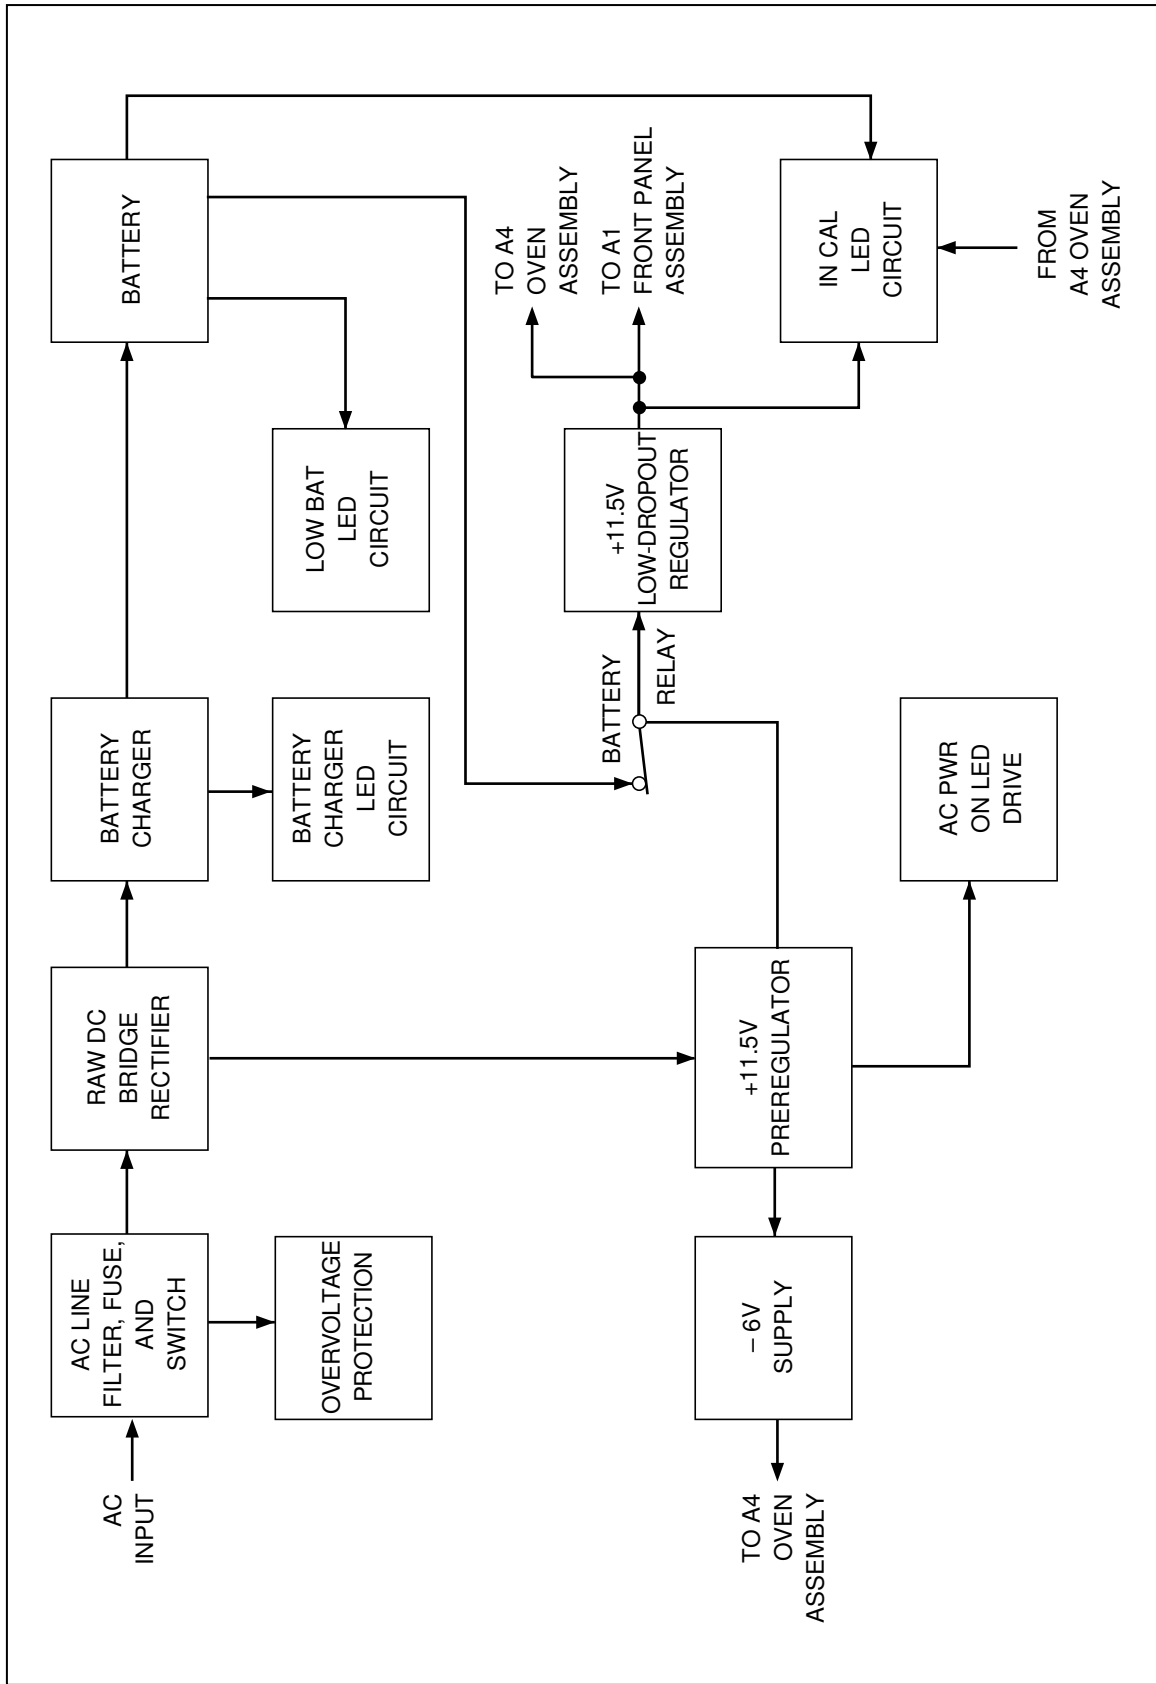 AC
INPUT
AC LINE
FILTER, FUSE,
AND
SWITCH
RAW DC
BRIDGE
RECTIFIER
BATTERY
CHARGER
BATTERY
OVERVOLTAGE
PROTECTION
BATTERY
CHARGER
LED
CIRCUIT
LOW BAT
LED
CIRCUIT
TO A4
OVEN
ASSEMBLY
TO A1
FRONT PANEL
ASSEMBLY
BATTERY
RELAY
+11.5V
LOW-DROPOUT
REGULATOR
TO A4
OVEN
ASSEMBLY
– 6V
SUPPLY
+11.5V
PREREGULATOR
IN CAL
LED
CIRCUIT
AC PWR
ON LED
DRIVE
FROM
A4 OVEN
ASSEMBLY